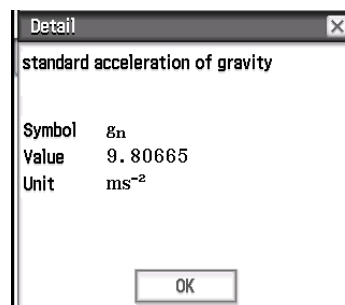 Detail
standard acceleration of gravity
Symbol gₙ
Value 9.80665
Unit ms⁻²
OK